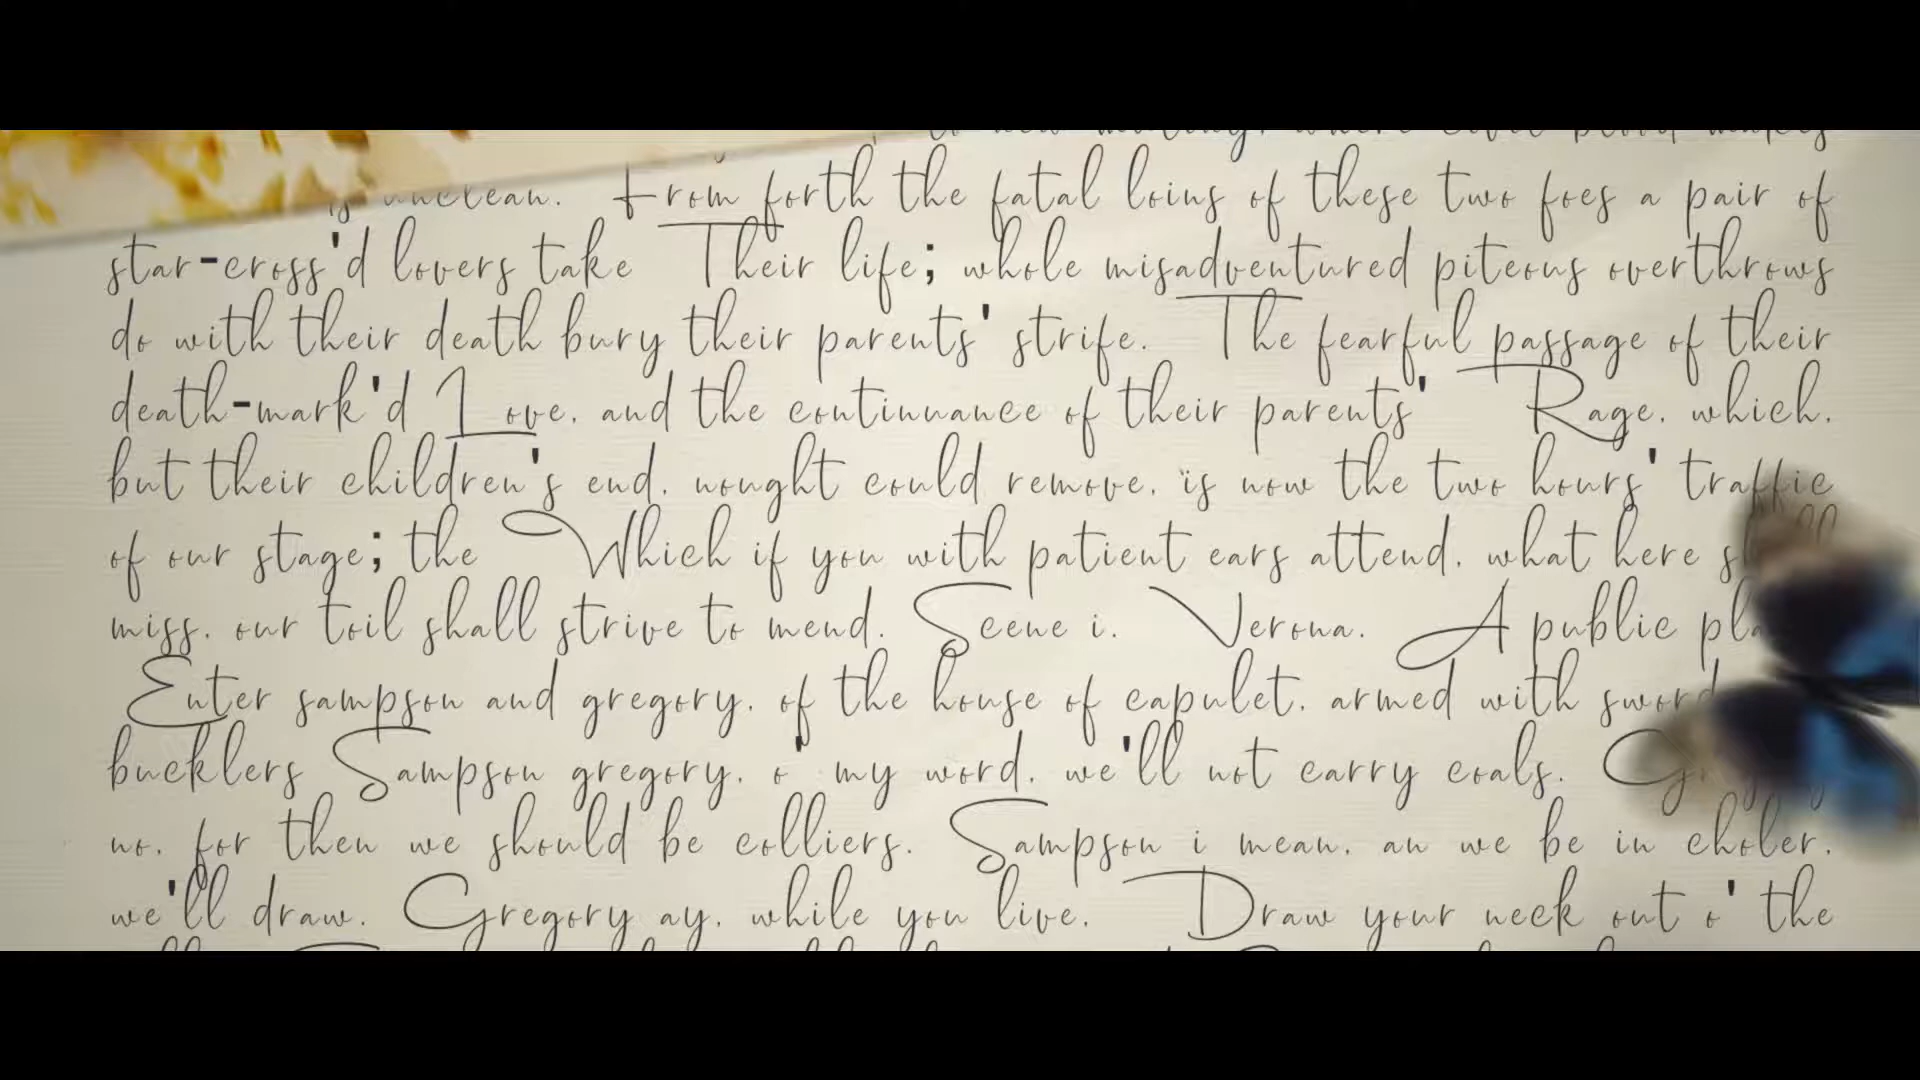 is unclean. From forth the fatal loins of these two foes a pair of
star-cross'd lovers take Their life; whole misadventured piteous overthrows
do with their death bury their parents' strife. The fearful passage of their
death-mark'd Love, and the continuance of their parents' Rage, which,
but their children's end, nought could remove, is now the two hours' traffic
of our stage; the Which if you with patient ears attend, what here
miss, our toil shall strive to mend. Scene i. Verona. A public
Enter sampson and gregory, of the house of capulet, armed with
bucklers Sampson gregory, o' my word, we'll not carry coals. Gregory
no, for then we should be colliers. Sampson i mean, an we be in choler,
we'll draw. Gregory ay, while you live, Draw your neck out o' the